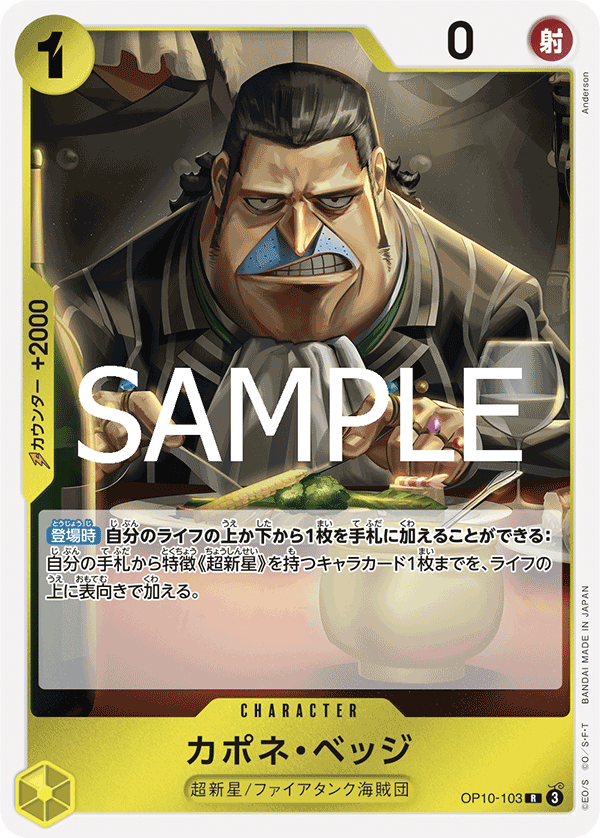 1
0
射
Anderson
カウンター +2000
SAMPLE
登場時 自分のライフの上か下から1枚を手札に加えることができる：
自分の手札から特徴《超新星》を持つキャラカード1枚までを、ライフの
上に表向きで加える。
CHARACTER
カポネ・ベッジ
超新星/ファイアタンク海賊団
OP10-103 R 3
©E.O/S ©O/S・F・T BANDAI MADE IN JAPAN